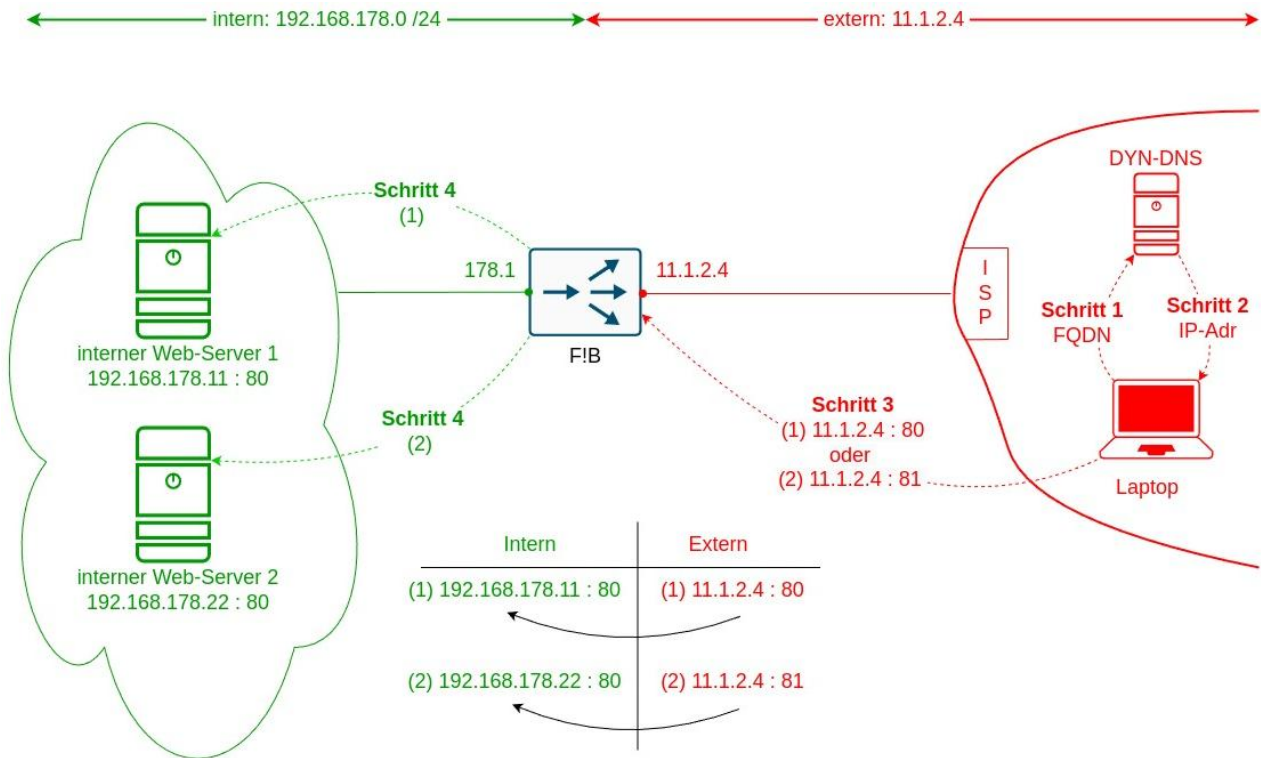 intern: 192.168.178.0 /24
extern: 11.1.2.4
DYN-DNS
Schritt 4
(1)
178.1
11.1.2.4
I
S
P
Schritt 1
FQDN
Schritt 2
IP-Adr
interner Web-Server 1
192.168.178.11 : 80
F!B
Schritt 4
(2)
Schritt 3
(1) 11.1.2.4 : 80
oder
(2) 11.1.2.4 : 81
Laptop
interner Web-Server 2
192.168.178.22 : 80
Intern
Extern
(1) 192.168.178.11 : 80
(1) 11.1.2.4 : 80
(2) 192.168.178.22 : 80
(2) 11.1.2.4 : 81